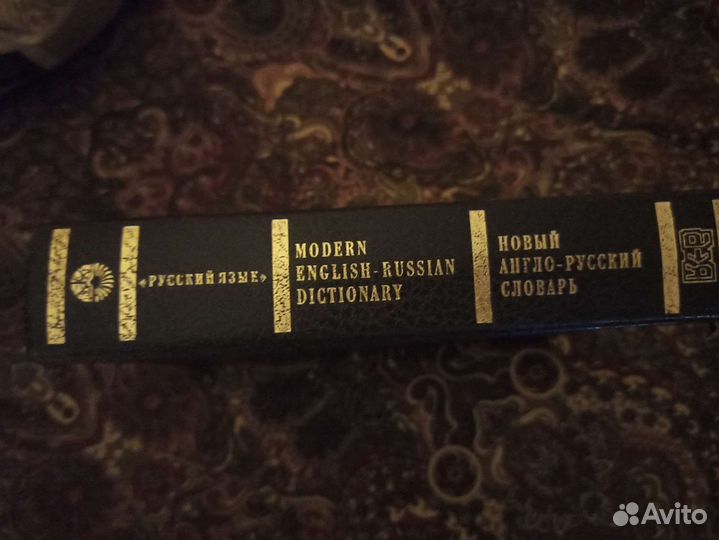 «РУССКИЙ ЯЗЫК»
MODERN
ENGLISH-RUSSIAN
DICTIONARY
НОВЫЙ
АНГЛО-РУССКИЙ
СЛОВАРЬ
Avito